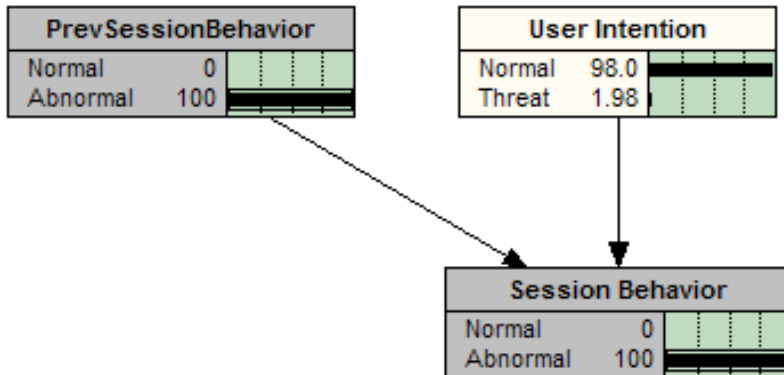 PrevSessionBehavior
Normal 0
Abnormal 100
User Intention
Normal 98.0
Threat 1.98
Session Behavior
Normal 0
Abnormal 100